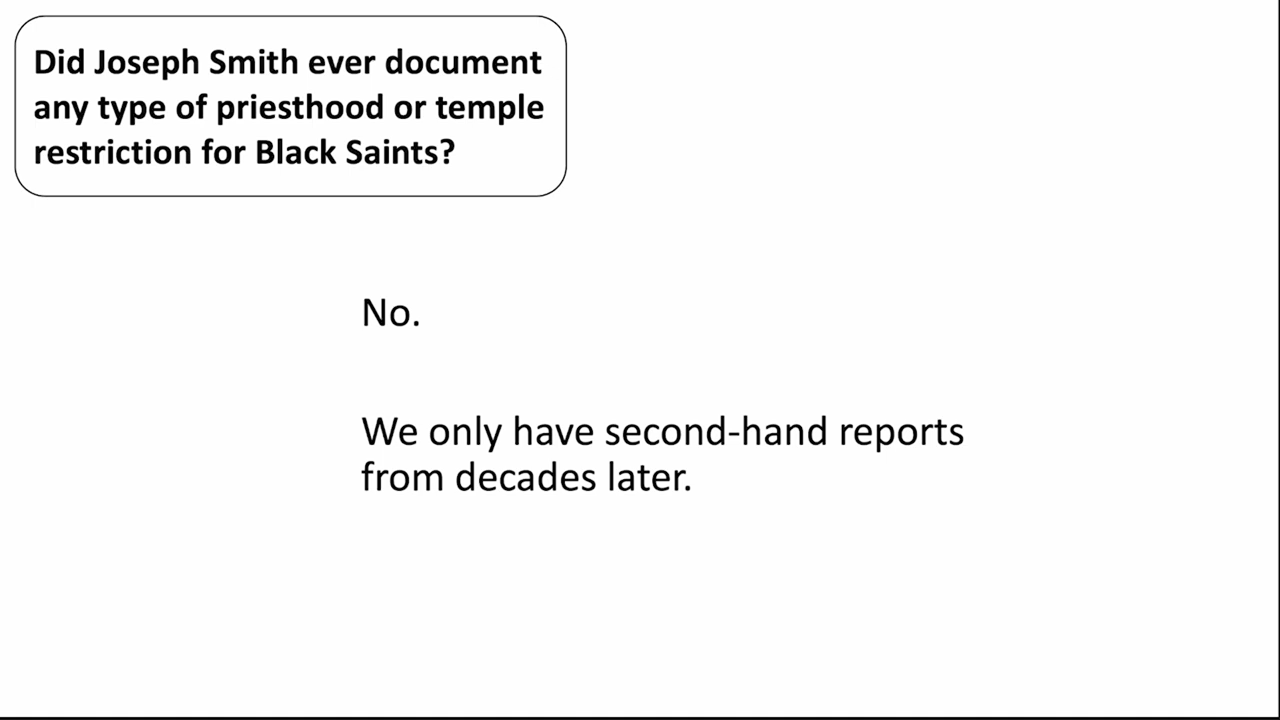 Did Joseph Smith ever document
any type of priesthood or temple
restriction for Black Saints?
No.
We only have second-hand reports
from decades later.